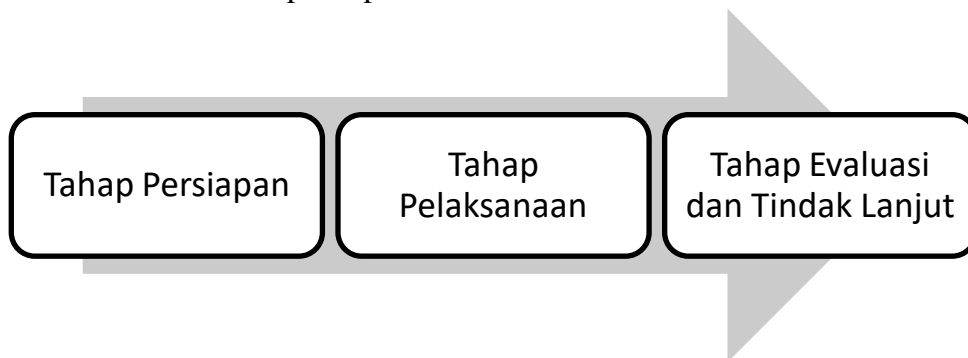 Tahap Persiapan
Tahap
Pelaksanaan
Tahap Evaluasi
dan Tindak Lanjut